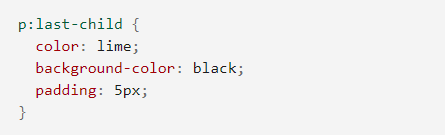 p:last-child {
  color: lime;
  background-color: black;
  padding: 5px;
}